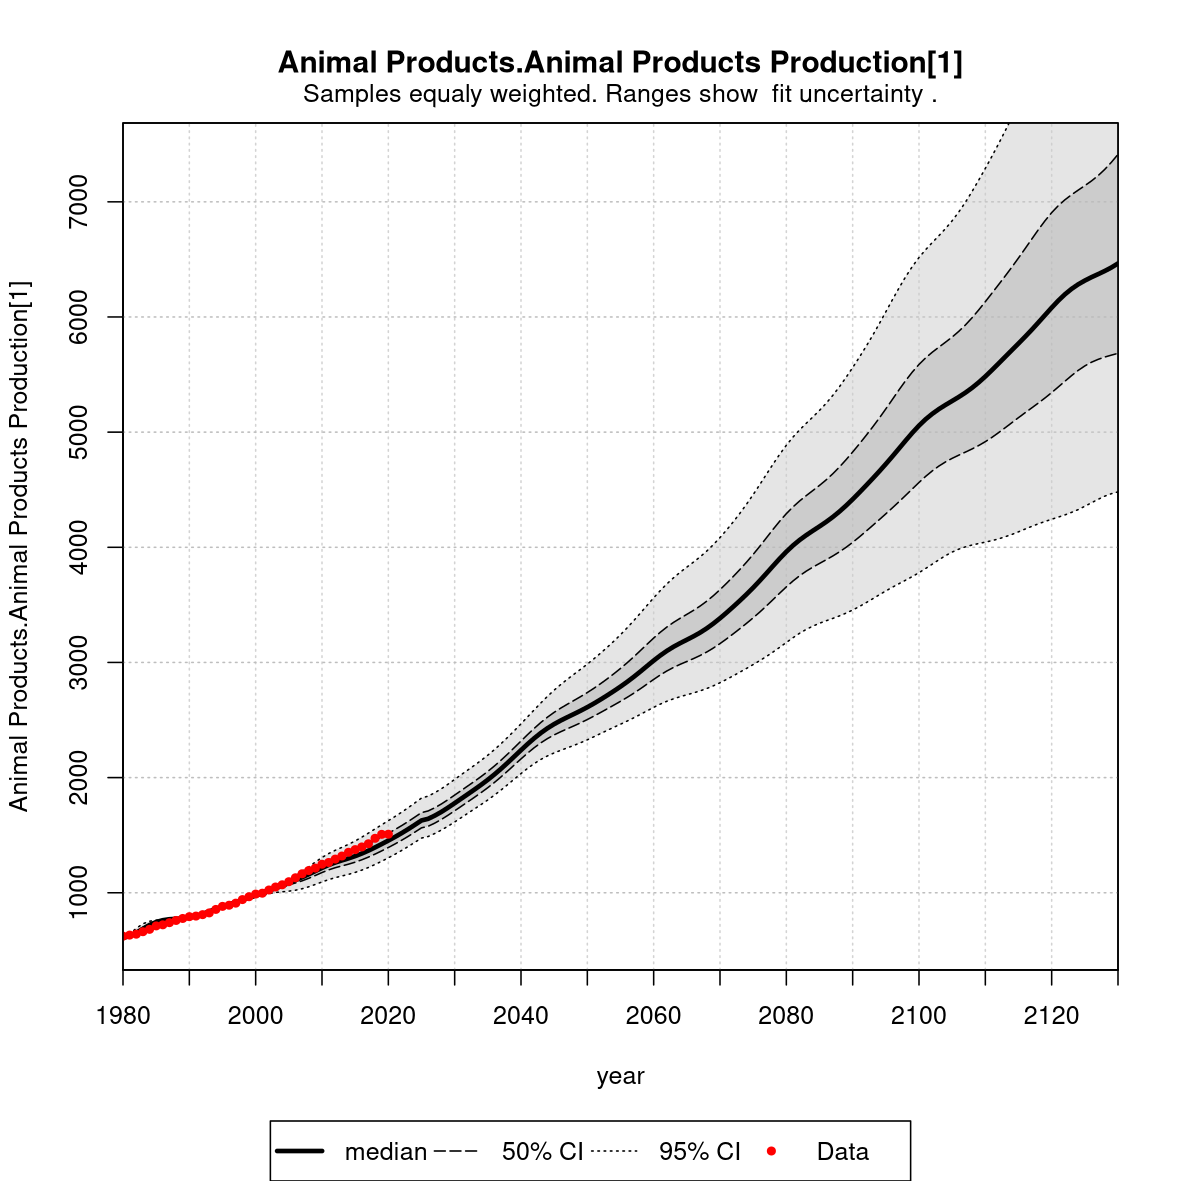 Animal Products.Animal Products Production[1]
Samples equaly weighted. Ranges show  fit uncertainty .
Animal Products.Animal Products Production[1]
7000
6000
5000
4000
3000
2000
1000
1980 2000 2020 2040 2060 2080 2100 2120
year
median 50% CI 95% CI Data